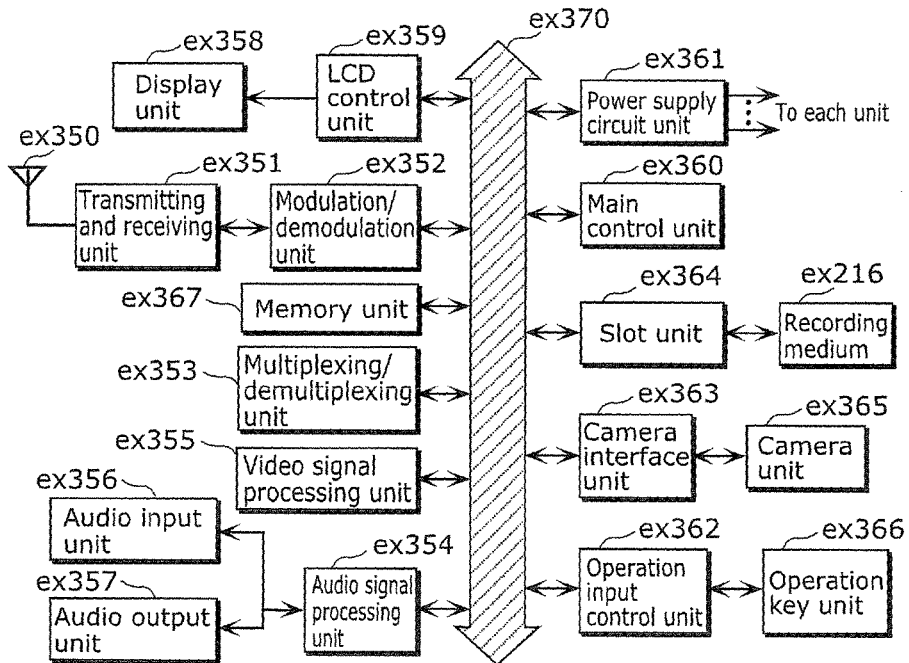 ex358
Display
unit
ex359
LCD
control
unit
ex370
ex361
Power supply
circuit unit
To each unit
ex350
ex351
Transmitting
and receiving
unit
ex352
Modulation/
demodulation
unit
ex360
Main
control unit
ex367
Memory unit
ex364
Slot unit
ex216
Recording
medium
ex353
Multiplexing/
demultiplexing
unit
ex363
Camera
interface
unit
ex365
Camera
unit
ex355
Video signal
processing unit
ex356
Audio input
unit
ex357
Audio output
unit
ex354
Audio signal
processing
unit
ex362
Operation
input
control unit
ex366
Operation
key unit